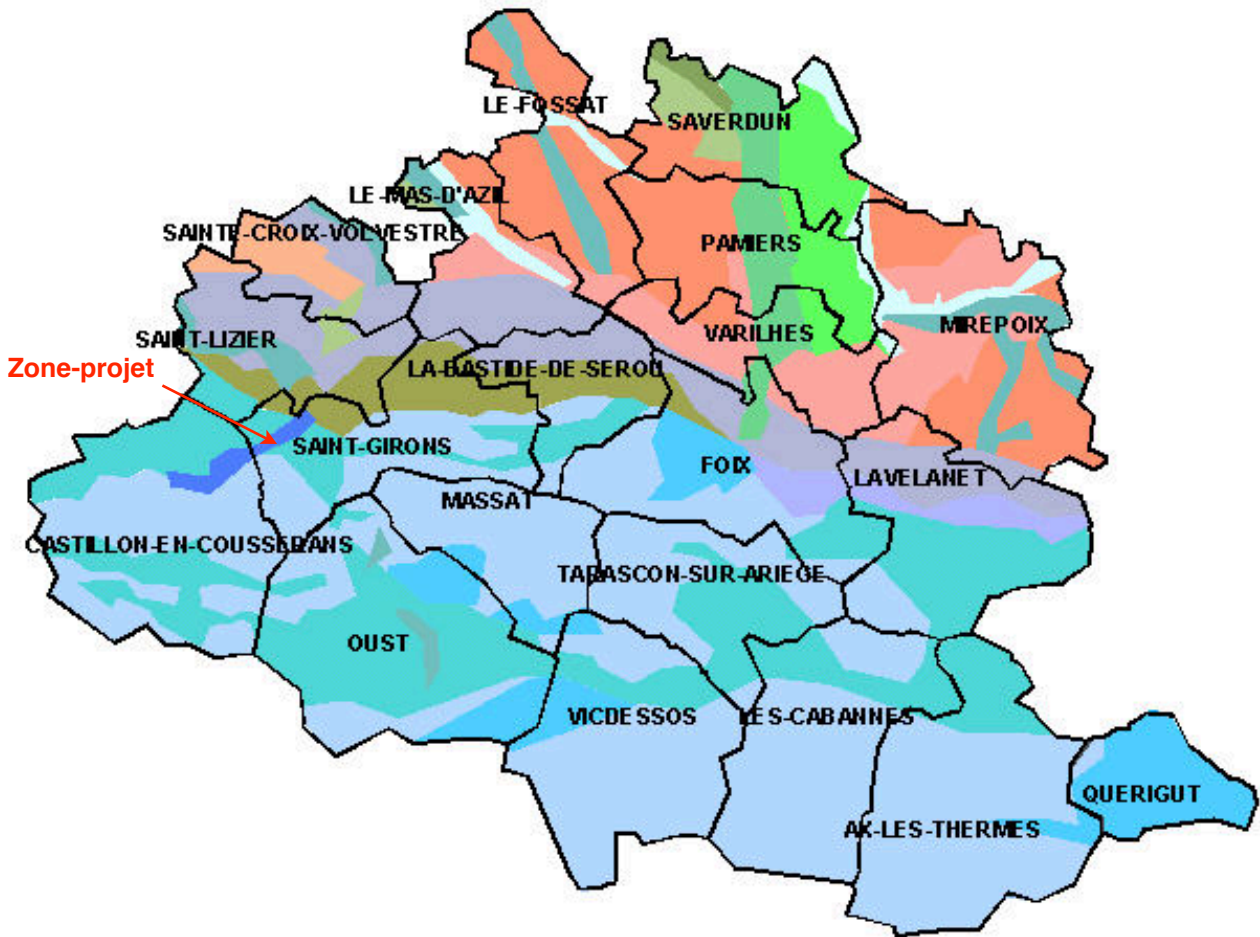 LE-FOSSAT
SAVERDUN
LE-MAS-D'AZIL
SAINTE-CROIX-VOLVESTRE
PAMIERS
SAINT-LIZIER
VARILHES
MIREPOIX
Zone-projet
LA-BASTIDE-DE-SEROU
SAINT-GIRONS
FOIX
LAVELANET
MASSAT
CASTILLON-EN-COUSSERANS
TARASCON-SUR-ARIEGE
OUST
VICDESSOS
LES-CABANNES
QUERIGUT
AX-LES-THERMES